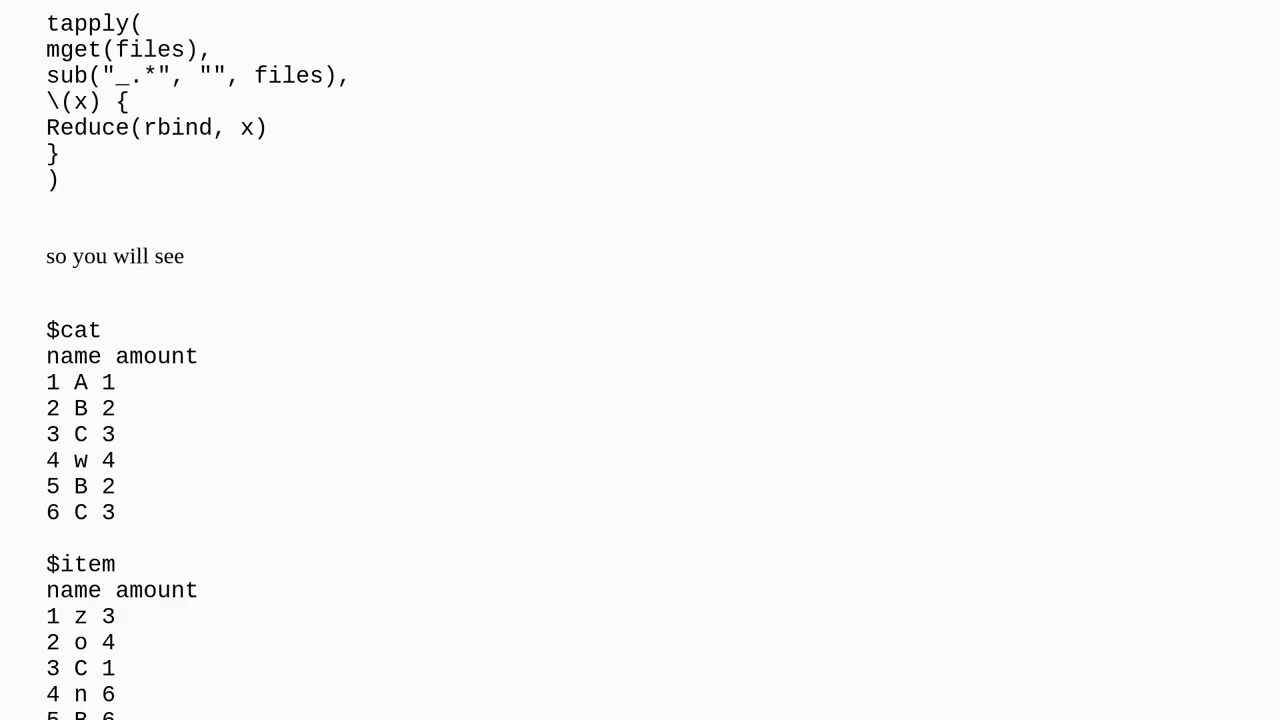 tapply(
mget(files),
sub("_.*", "", files),
\(x) {
Reduce(rbind, x)
}
)
so you will see
$cat
name amount
1 A 1
2 B 2
3 C 3
4 w 4
5 B 2
6 C 3
$item
name amount
1 z 3
2 o 4
3 C 1
4 n 6